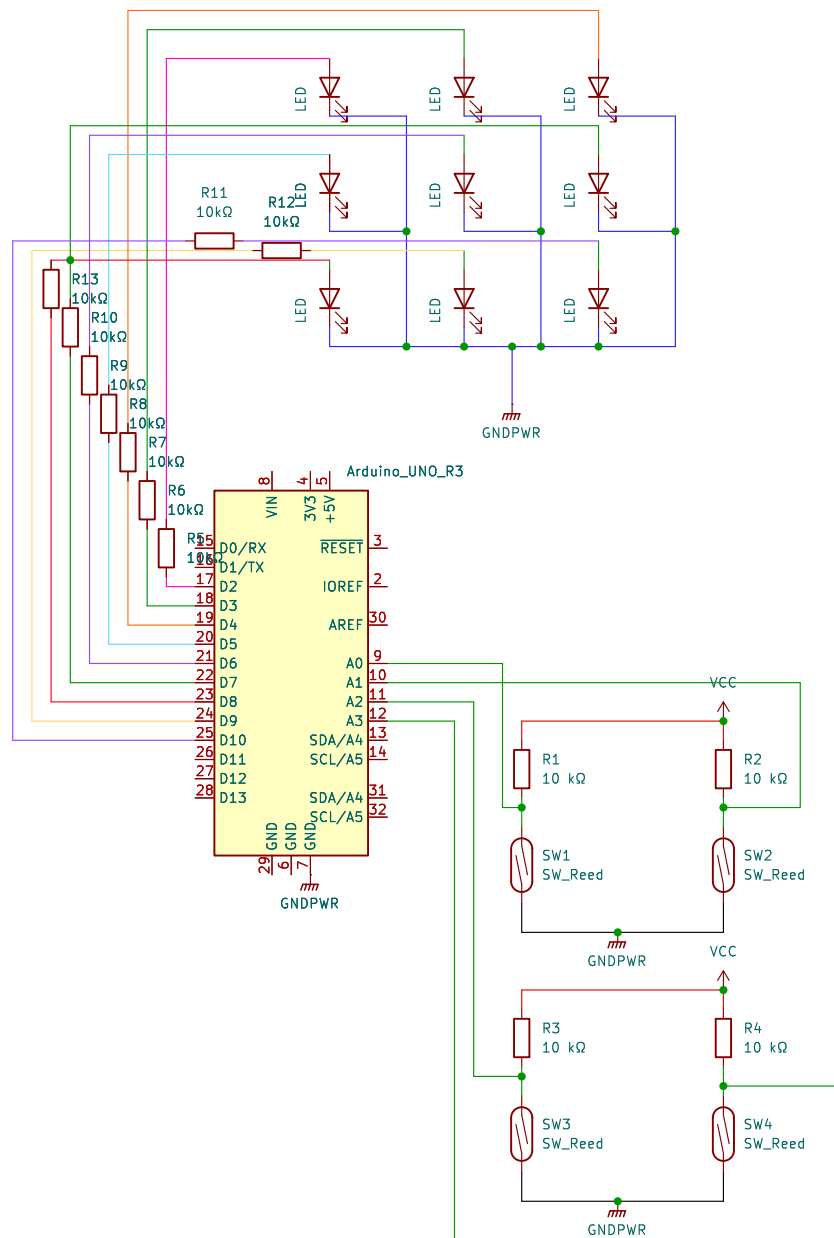 LED
LED
LED
LED
LED
LED
R11
10kΩ
R12
10kΩ
LED
LED
LED
R13
10kΩ
R10
10kΩ
R9
10kΩ
R8
10kΩ
R7
10kΩ
R6
10kΩ
R5
10kΩ
GNDPWR
Arduino_UNO_R3
8
4
5
VIN
3V3
+5V
15
D0/RX
RESET
3
16
D1/TX
17
D2
IOREF
2
18
D3
19
D4
AREF
30
20
D5
21
D6
A0
9
22
D7
A1
10
23
D8
A2
11
24
D9
A3
12
25
D10
SDA/A4
13
26
D11
SCL/A5
14
27
D12
28
D13
SDA/A4
31
SCL/A5
32
GND
GND
GND
29
6
7
GNDPWR
VCC
R1
10 kΩ
R2
10 kΩ
SW1
SW_Reed
SW2
SW_Reed
GNDPWR
VCC
R3
10 kΩ
R4
10 kΩ
SW3
SW_Reed
SW4
SW_Reed
GNDPWR